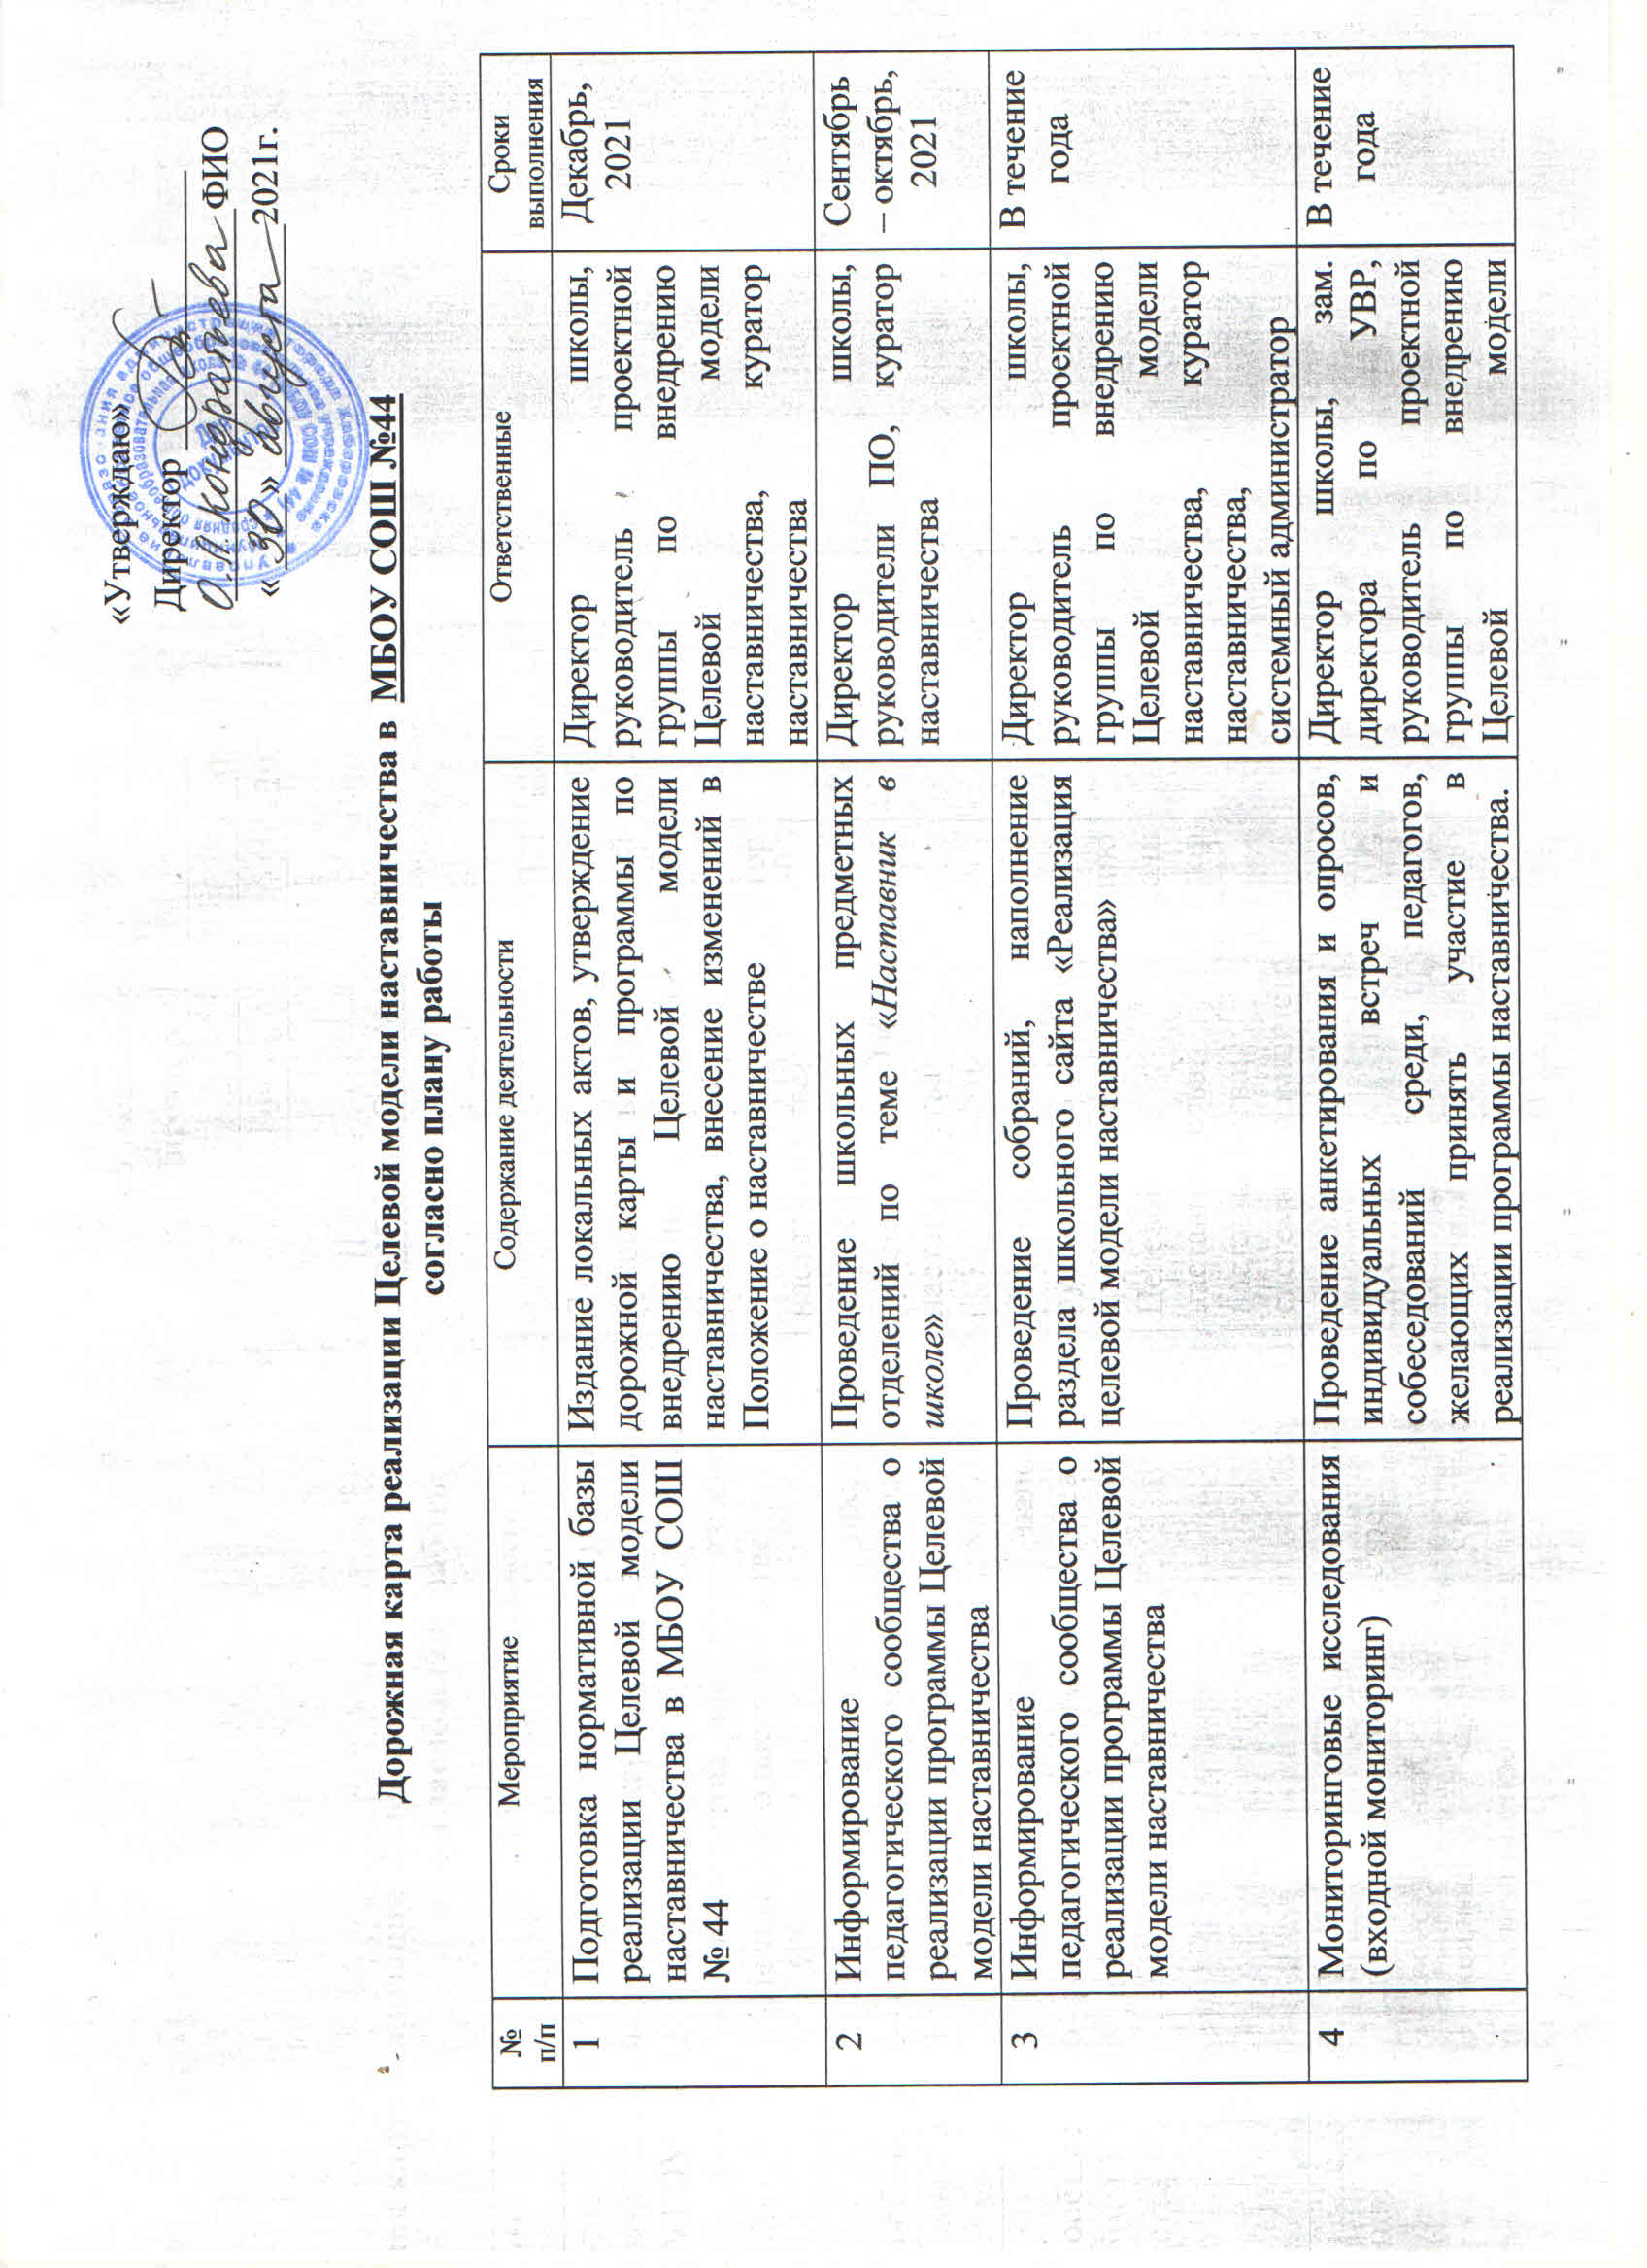 «Утверждаю»
Директор
О.А Кондратьева ФИО
« 30 » августа 2021г.
Дорожная карта реализации Целевой модели наставничества в МБОУ СОШ №44
согласно плану работы
№
п/п
Мероприятие
Содержание деятельности
Ответственные
Сроки
выполнения
1
Подготовка нормативной базы
реализации Целевой модели
наставничества в МБОУ СОШ
№ 44
Издание локальных актов, утверждение
дорожной карты и программы по
внедрению Целевой модели
наставничества, внесение изменений в
Положение о наставничестве
Директор школы,
руководитель проектной
группы по внедрению
Целевой модели
наставничества, куратор
наставничества
Декабрь,
2021
2
Информирование
педагогического сообщества о
реализации программы Целевой
модели наставничества
Проведение школьных предметных
отделений по теме «Наставник в
школе»
Директор школы,
руководители ПО, куратор
наставничества
Сентябрь
– октябрь,
2021
3
Информирование
педагогического сообщества о
реализации программы Целевой
модели наставничества
Проведение собраний, наполнение
раздела школьного сайта «Реализация
целевой модели наставничества»
Директор школы,
руководитель проектной
группы по внедрению
Целевой модели
наставничества, куратор
наставничества,
системный администратор
В течение
года
4
Мониторинговые исследования
(входной мониторинг)
Проведение анкетирования и опросов,
индивидуальных встреч и
собеседований среди, педагогов,
желающих принять участие в
реализации программы наставничества.
Директор школы, зам.
директора по УВР,
руководитель проектной
группы по внедрению
Целевой модели
В течение
года